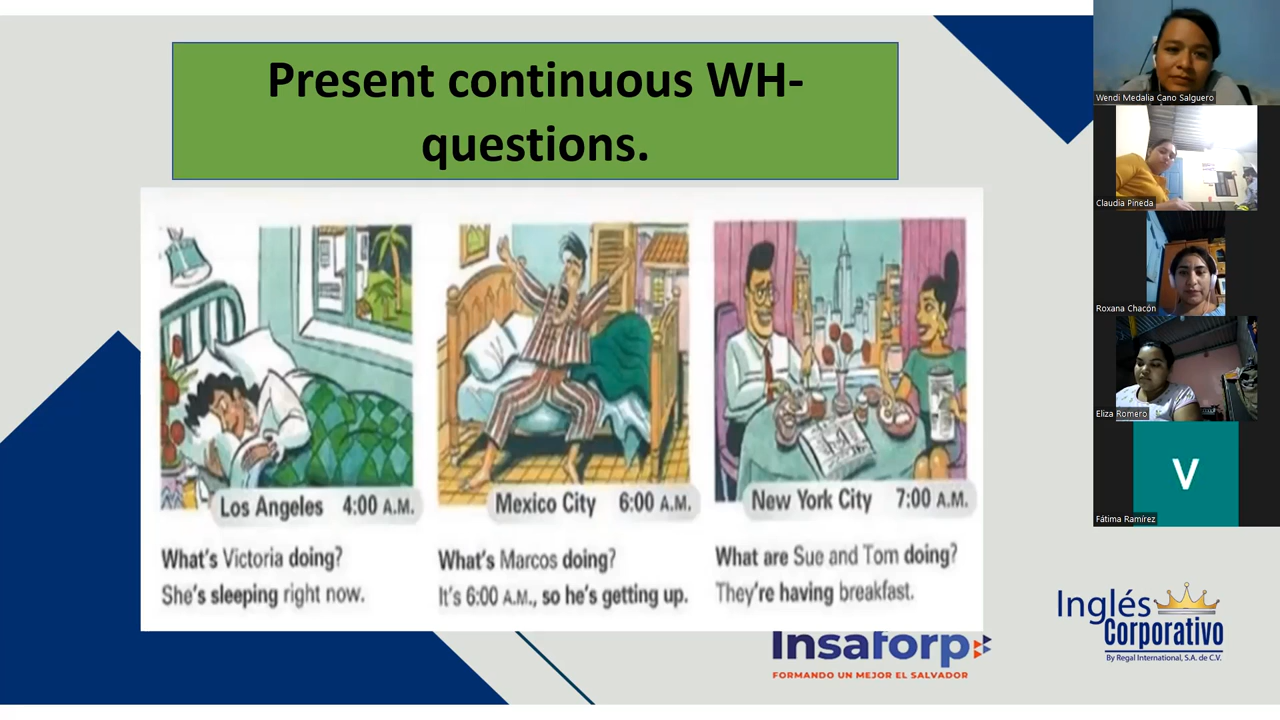 Present continuous WH-
questions.
Los Angeles 4:00 A.M.
What's Victoria doing?
She's sleeping right now.
Mexico City 6:00 A.M.
What's Marcos doing?
It's 6:00 A.M., so he's getting up.
New York City 7:00 A.M.
What are Sue and Tom doing?
They're having breakfast.
Insaforp
FORMANDO UN MEJOR EL SALVADOR
Inglés
Corporativo
By Regal International, S.A. de C.V.
Wendi Medalia Cano Salguero
Claudia Pineda
Roxana Chacón
Eliza Romero
V
Fátima Ramírez